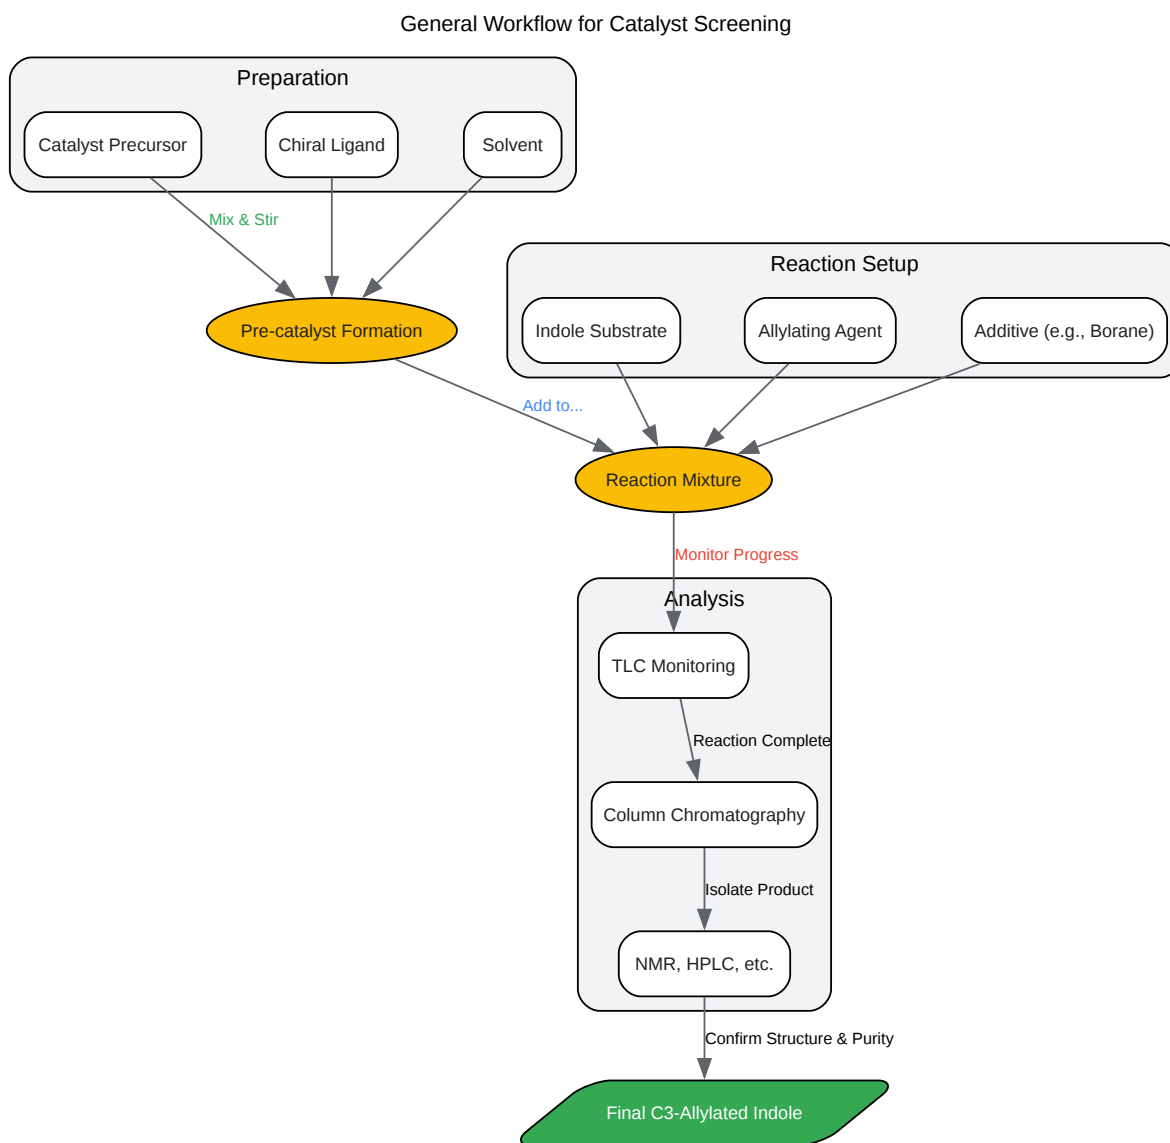 General Workflow for Catalyst Screening
Preparation
Catalyst Precursor
Chiral Ligand
Solvent
Mix & Stir
Reaction Setup
Pre-catalyst Formation
Indole Substrate
Allylating Agent
Additive (e.g., Borane)
Add to...
Reaction Mixture
Monitor Progress
Analysis
TLC Monitoring
Reaction Complete
Column Chromatography
Isolate Product
NMR, HPLC, etc.
Confirm Structure & Purity
Final C3-Allylated Indole